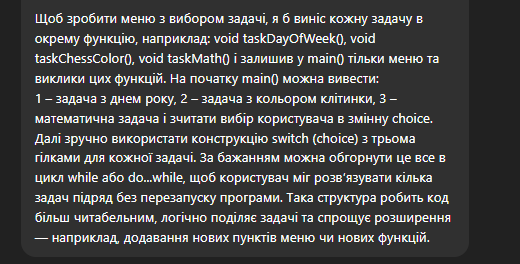 Щоб зробити меню з вибором задачі, я б виніс кожну задачу в
окрему функцію, наприклад: void taskDayOfWeek(), void
taskChessColor(), void taskMath() і залишив у main() тільки меню та
виклики цих функцій. На початку main() можна вивести:
1 – задача з днем року, 2 – задача з кольором клітинки, 3 –
математична задача і зчитати вибір користувача в змінну choice.
Далі зручно використати конструкцію switch (choice) з трьома
гілками для кожної задачі. За бажанням можна обгорнути це все в
цикл while або do...while, щоб користувач міг розв'язувати кілька
задач підряд без перезапуску програми. Така структура робить код
більш читабельним, логічно поділяє задачі та спрощує розширення
— наприклад, додавання нових пунктів меню чи нових функцій.